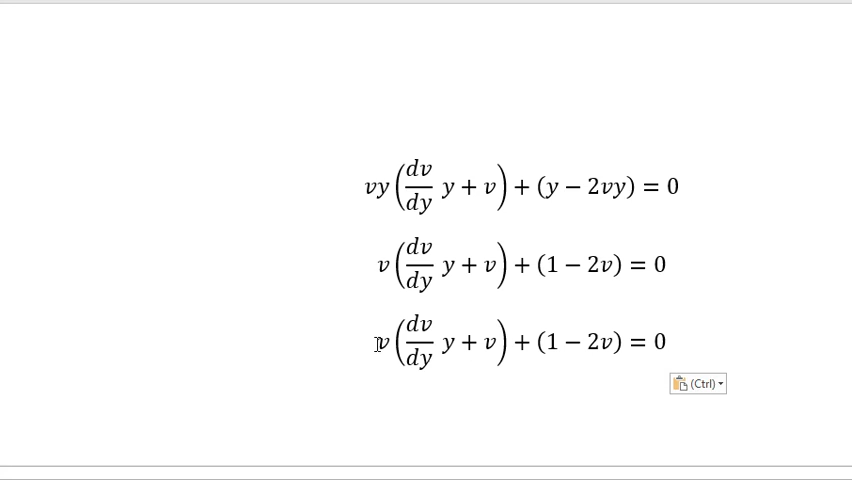 vy(dv/dy y + v) + (y − 2vy) = 0
v(dv/dy y + v) + (1 − 2v) = 0
v(dv/dy y + v) + (1 − 2v) = 0
(Ctrl)